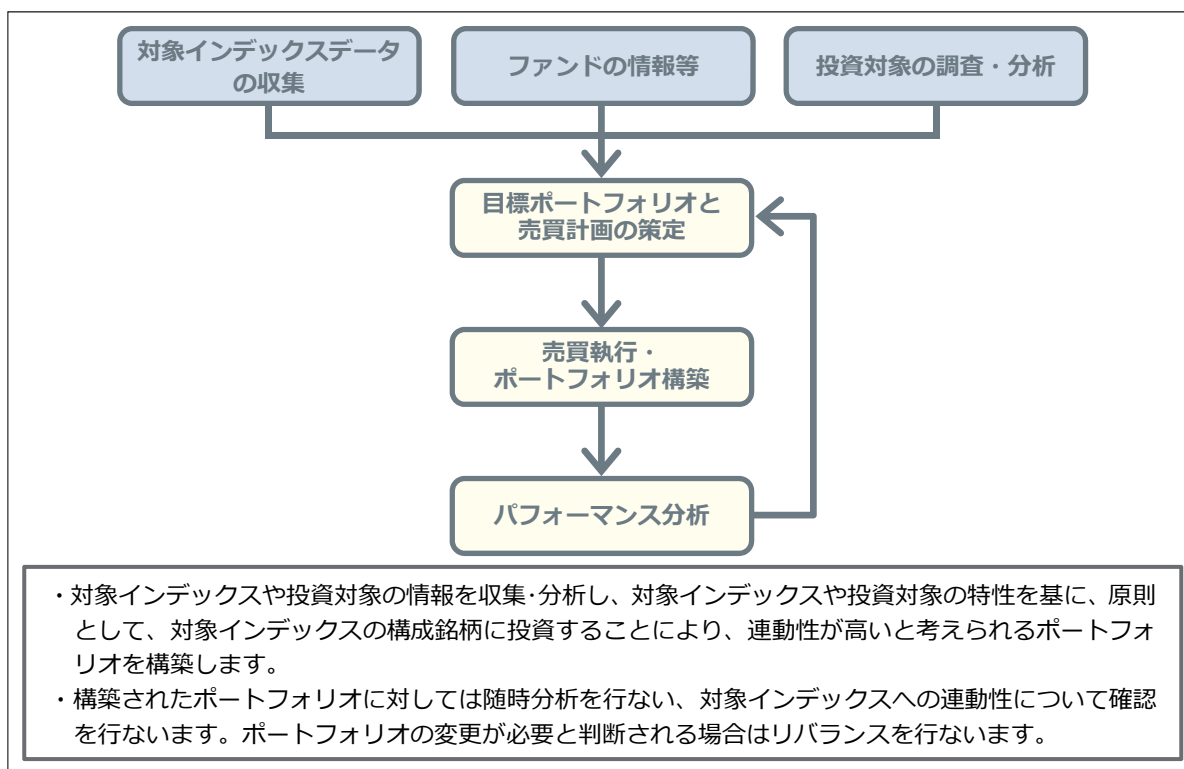 対象インデックスデータ
の収集
ファンドの情報等
投資対象の調査・分析
目標ポートフォリオと
売買計画の策定
売買執行・
ポートフォリオ構築
パフォーマンス分析
・対象インデックスや投資対象の情報を収集・分析し、対象インデックスや投資対象の特性を基に、原則
として、対象インデックスの構成銘柄に投資することにより、連動性が高いと考えられるポートフォ
リオを構築します。
・構築されたポートフォリオに対しては随時分析を行ない、対象インデックスへの連動性について確認
を行ないます。ポートフォリオの変更が必要と判断される場合はリバランスを行ないます。